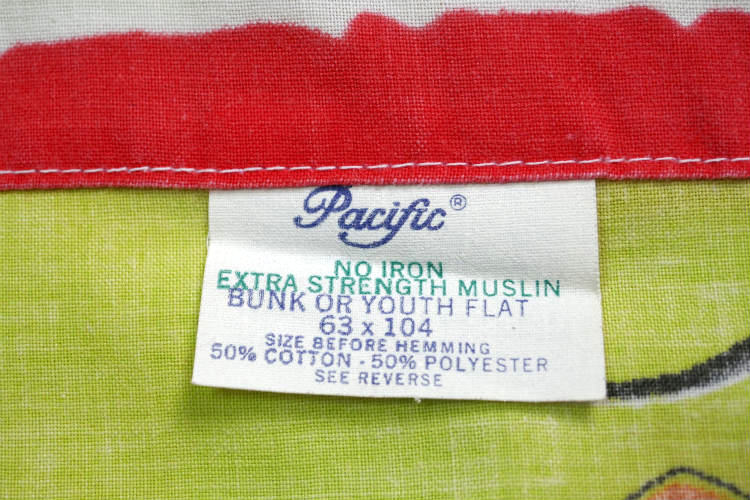 Pacific®
NO IRON
EXTRA STRENGTH MUSLIN
BUNK OR YOUTH FLAT
63 x 104
SIZE BEFORE HEMMING
50% COTTON - 50% POLYESTER
SEE REVERSE